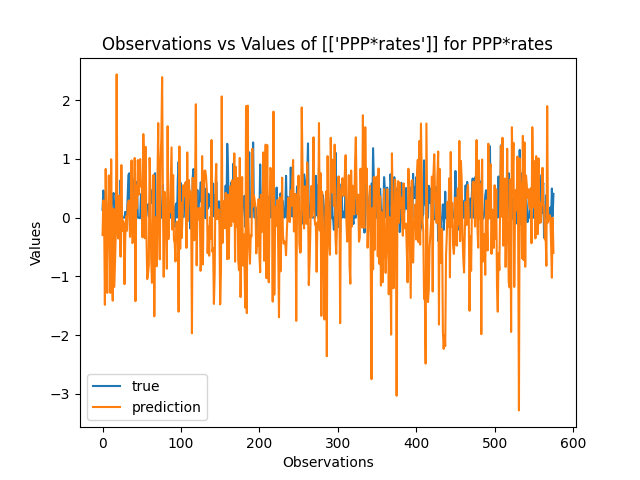 Observations vs Values of [['PPP*rates']] for PPP*rates
2
1
0
−1
−2
−3
Values
true
prediction
0 100 200 300 400 500 600
Observations